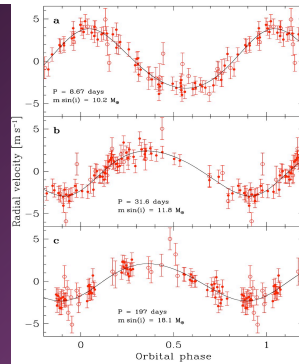 a
5
0
−5
P = 8.67 days
m sin(i) = 10.2 M⊕
b
5
0
−5
P = 31.6 days
m sin(i) = 11.8 M⊕
c
5
0
−5
P = 197 days
m sin(i) = 18.1 M⊕
Radial velocity [m s⁻¹]
0
0.5
1
Orbital phase